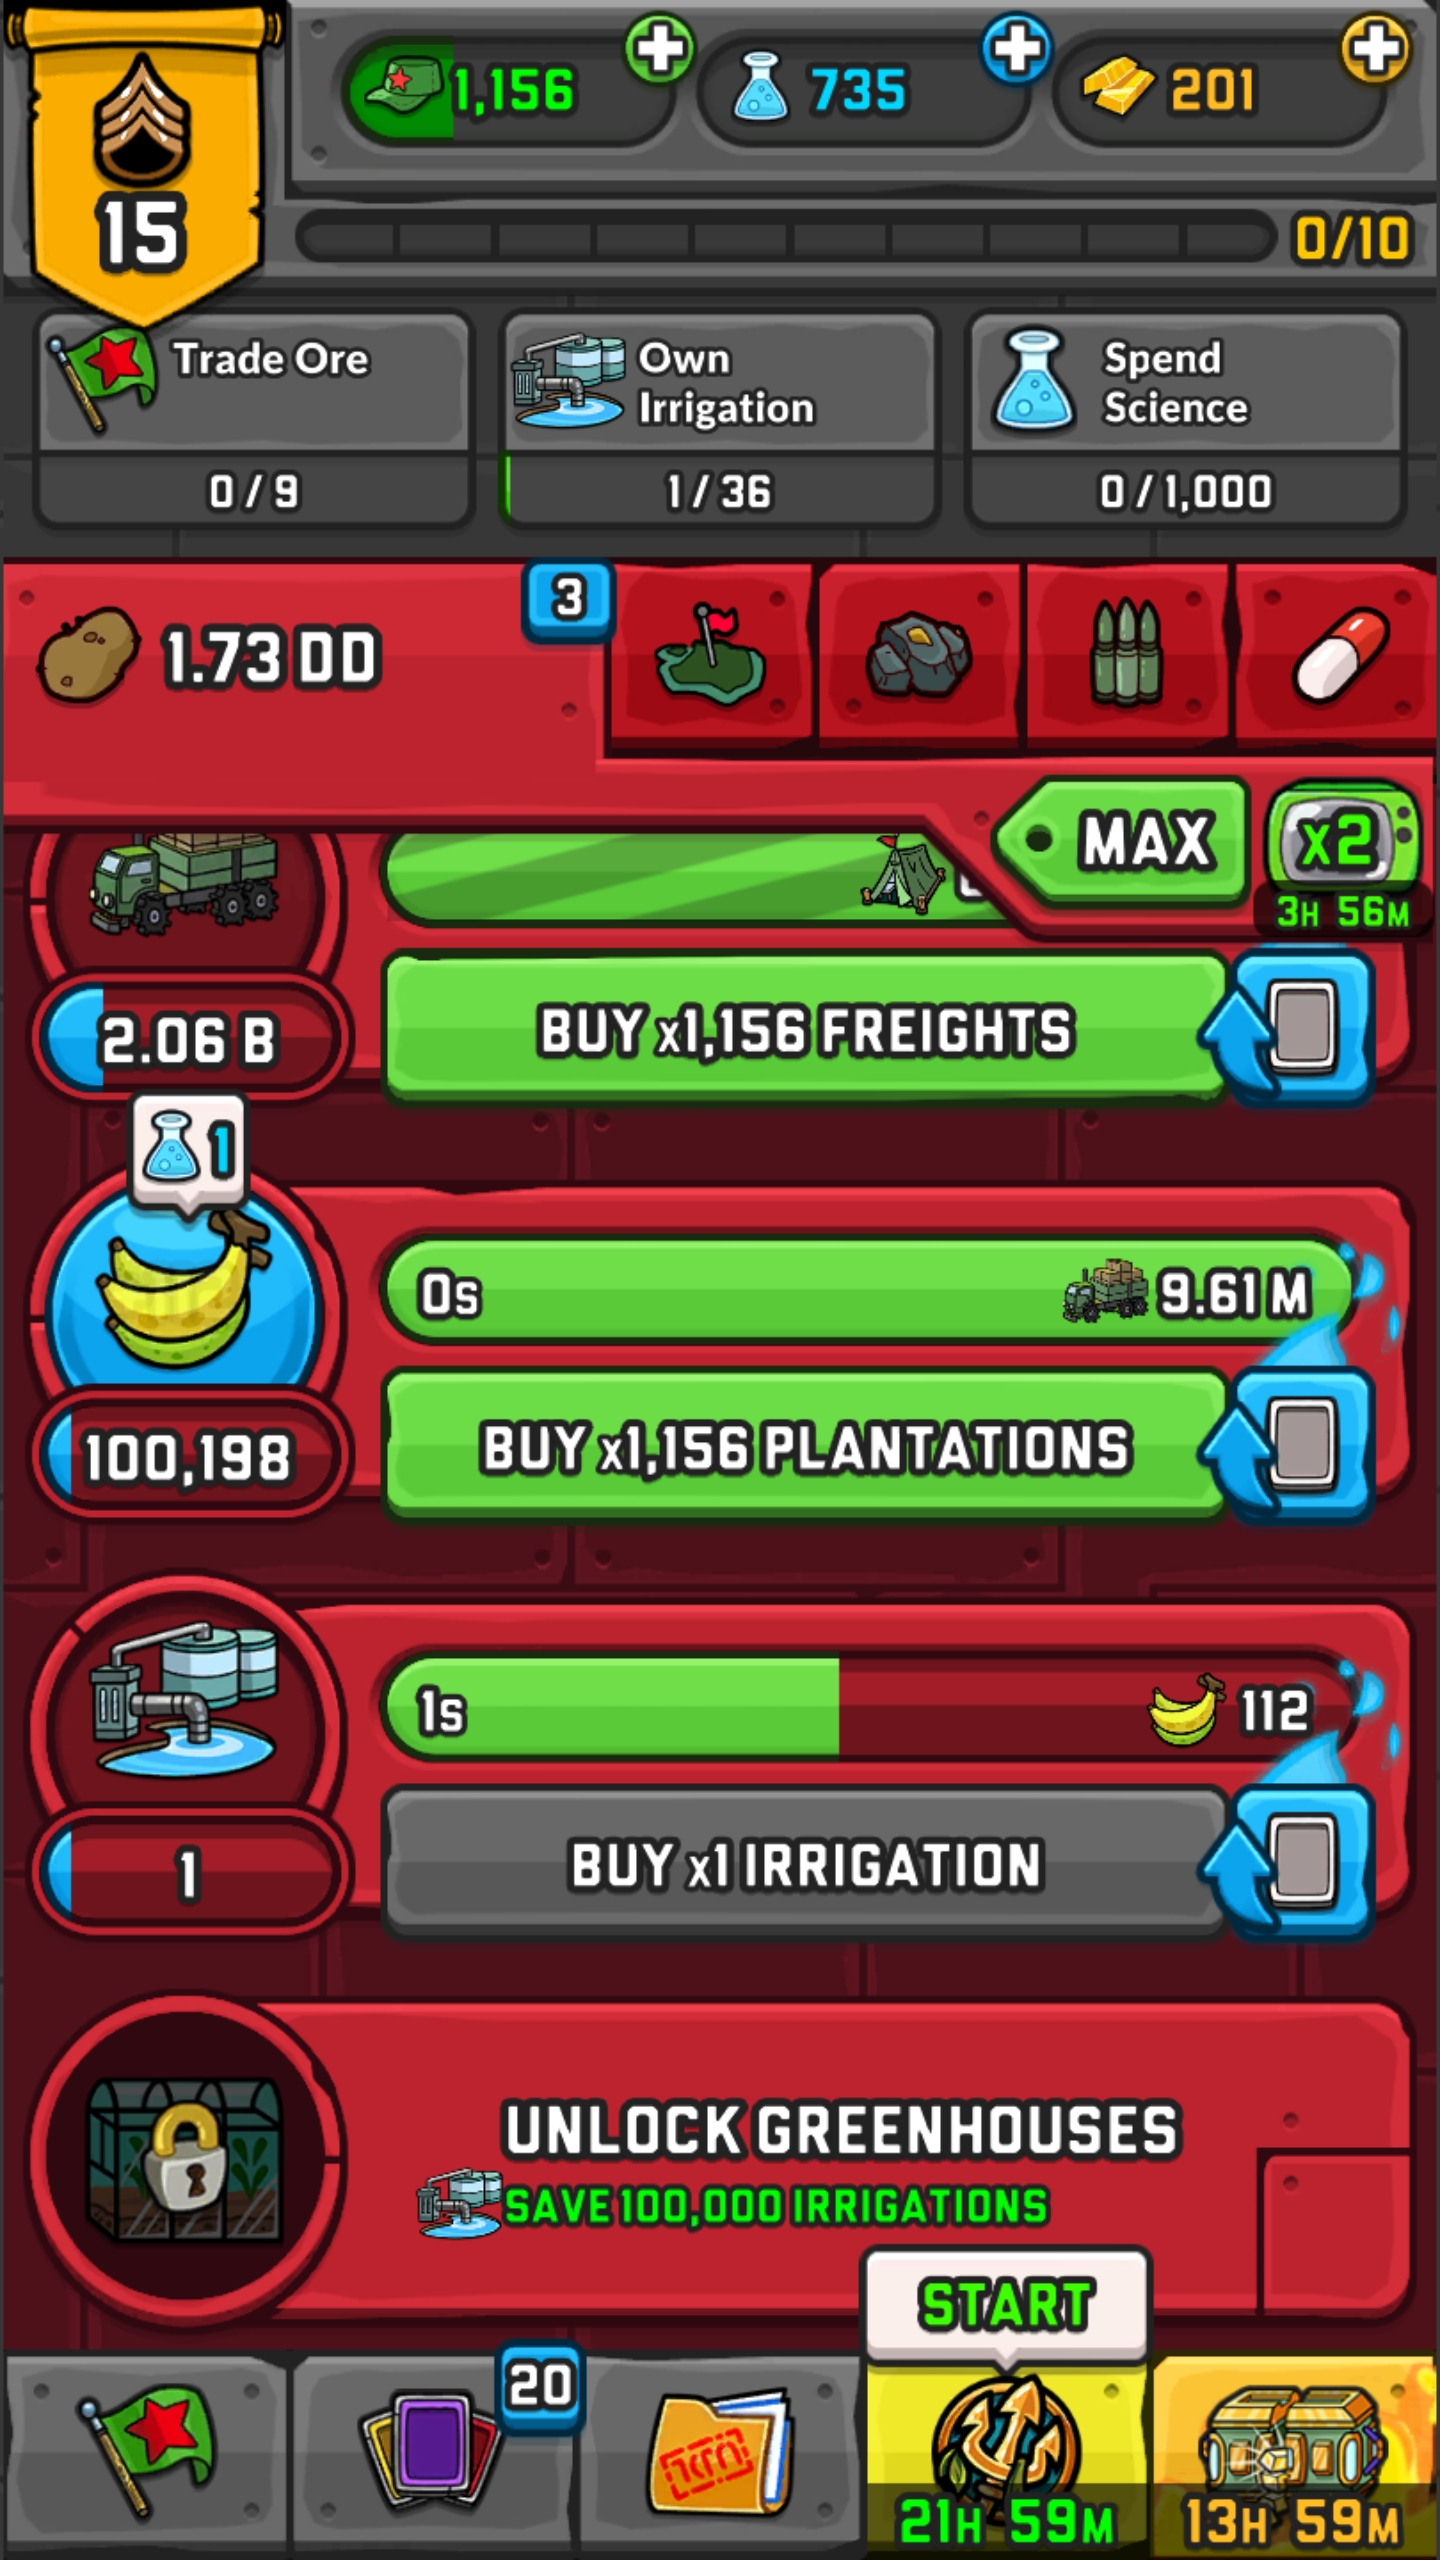 1,156
735
201
15
0/10
Trade Ore
0 / 9
Own
Irrigation
1 / 36
Spend
Science
0 / 1,000
1.73 DD
3
MAX
x2
3H 56M
2.06 B
BUY x1,156 FREIGHTS
1
0s
9.61 M
100,198
BUY x1,156 PLANTATIONS
1s
112
1
BUY x1 IRRIGATION
UNLOCK GREENHOUSES
SAVE 100,000 IRRIGATIONS
START
20
21H 59M
13H 59M